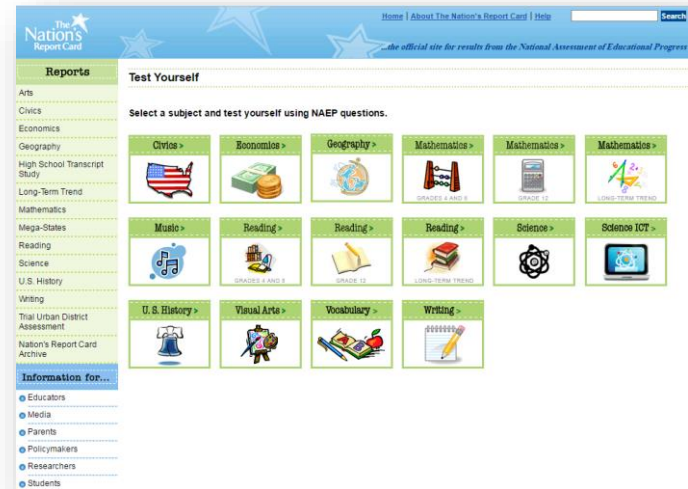 The
Nation's
Report Card
Home | About The Nation's Report Card | Help
Search
...the official site for results from the National Assessment of Educational Progress
Reports
Arts
Civics
Economics
Geography
High School Transcript
Study
Long-Term Trend
Mathematics
Mega-States
Reading
Science
U.S. History
Writing
Trial Urban District
Assessment
Nation's Report Card
Archive
Information for...
Educators
Media
Parents
Policymakers
Researchers
Students
Test Yourself
Select a subject and test yourself using NAEP questions.
Civics >
Economics >
Geography >
Mathematics >
GRADES 4 AND 8
Mathematics >
GRADE 12
Mathematics >
LONG-TERM TREND
Music >
Reading >
GRADES 4 AND 8
Reading >
GRADE 12
Reading >
LONG-TERM TREND
Science >
Science ICT >
U.S. History >
Visual Arts >
Vocabulary >
Writing >